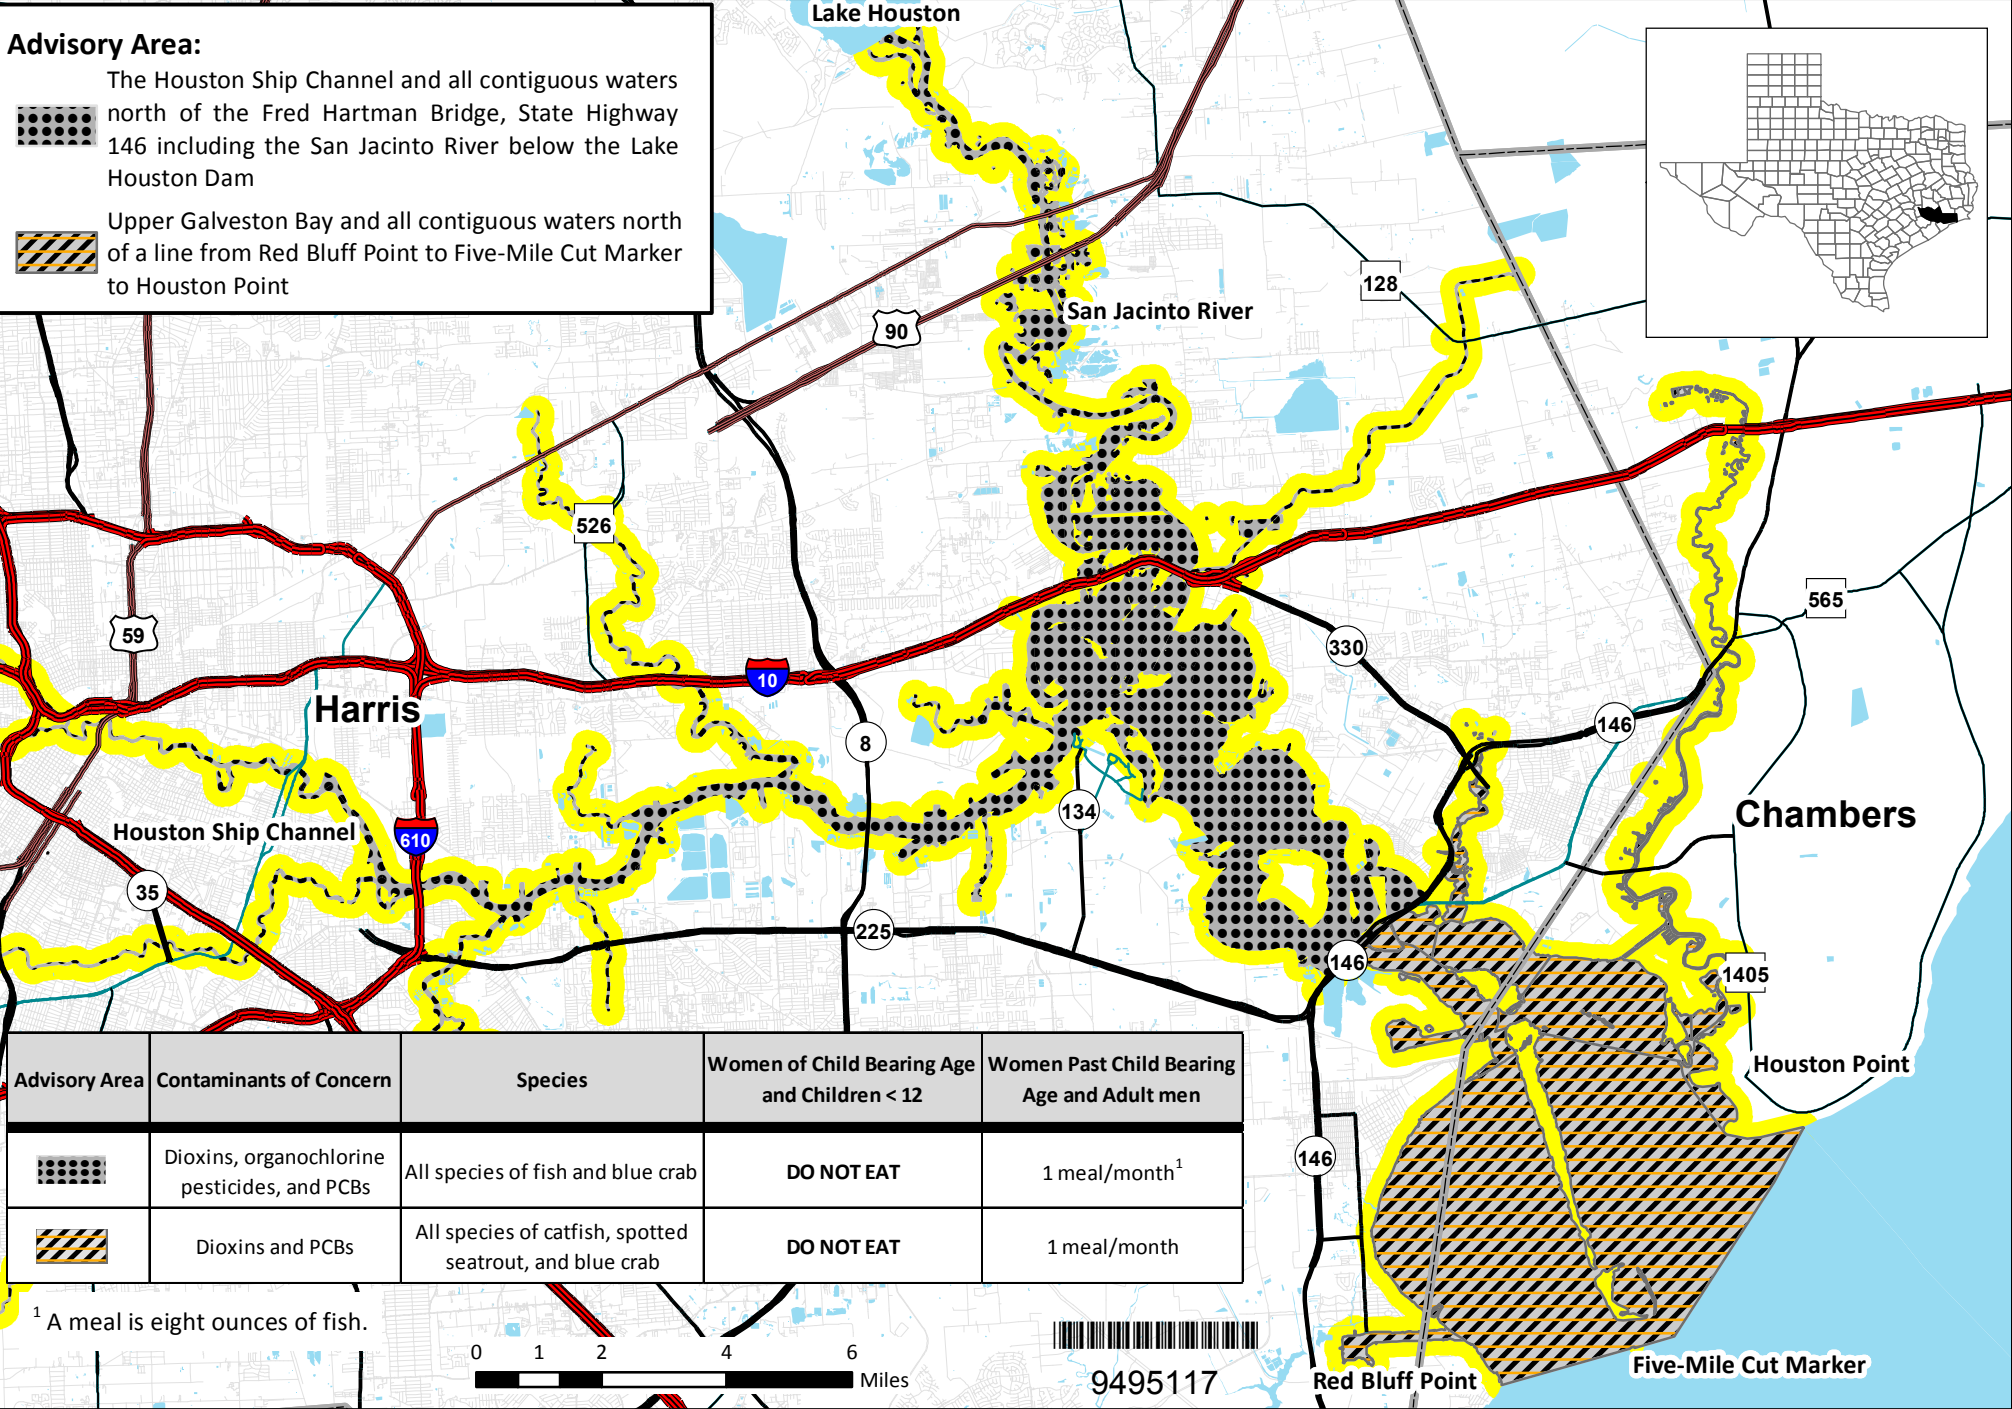 Lake Houston
Advisory Area:
The Houston Ship Channel and all contiguous waters
north of the Fred Hartman Bridge, State Highway
146 including the San Jacinto River below the Lake
Houston Dam
Upper Galveston Bay and all contiguous waters north
of a line from Red Bluff Point to Five-Mile Cut Marker
to Houston Point
128
San Jacinto River
90
526
565
59
330
10
Harris
146
8
134
Chambers
Houston Ship Channel
610
35
225
146
1405
Houston Point
Advisory Area
Contaminants of Concern
Species
Women of Child Bearing Age
and Children < 12
Women Past Child Bearing
Age and Adult men
Dioxins, organochlorine
pesticides, and PCBs
All species of fish and blue crab
DO NOT EAT
1 meal/month1
Dioxins and PCBs
All species of catfish, spotted
seatrout, and blue crab
DO NOT EAT
1 meal/month
146
1 A meal is eight ounces of fish.
0 1 2 4 6
Miles
9495117
Red Bluff Point
Five-Mile Cut Marker